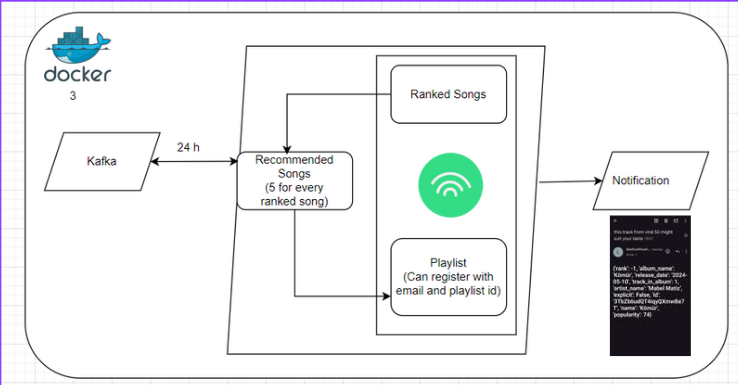 docker
3
Kafka
24 h
Recommended
Songs
(5 for every
ranked song)
Ranked Songs
Playlist
(Can register with
email and playlist id)
Notification
this track from viral 50 might
suit your taste
{'rank': -1, 'album_name':
'Kömür', 'release_date': '2024-
05-10', 'track_in_album': 1,
'artist_name': 'Mabel Matiz',
'explicit': False, 'id':
'name': 'Kömür',
'popularity': 74}